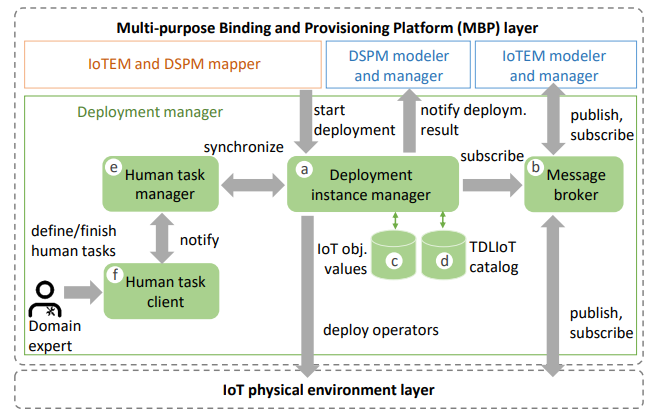 Multi-purpose Binding and Provisioning Platform (MBP) layer
IoTEM and DSPM mapper
DSPM modeler
and manager
IoTEM modeler
and manager
Deployment manager
start
deployment
notify deploym.
result
publish,
subscribe
synchronize
subscribe
e
Human task
manager
a
Deployment
instance manager
b
Message
broker
define/finish
human tasks
notify
IoT obj.
values
c
d
TDLIoT
catalog
f
Human task
client
Domain
expert
deploy operators
publish,
subscribe
IoT physical environment layer